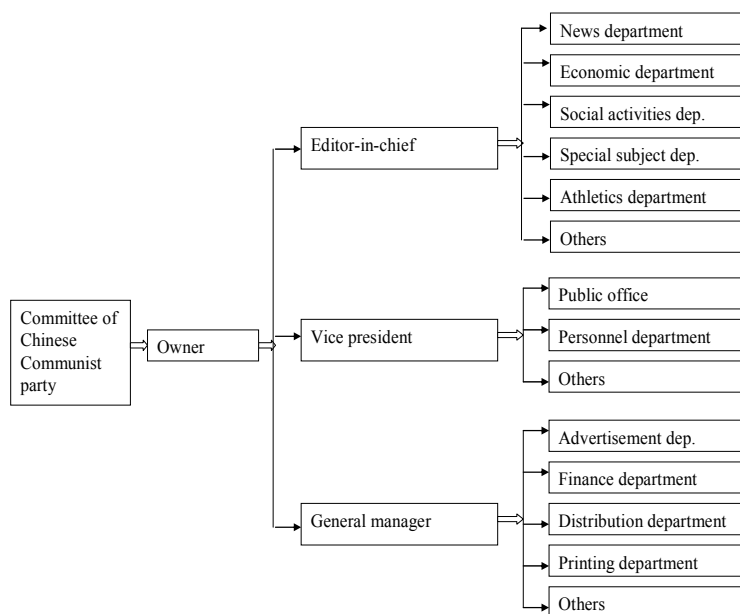 News department
Economic department
Social activities dep.
Editor-in-chief
Special subject dep.
Athletics department
Others
Committee of
Chinese
Communist
party
Owner
Vice president
Public office
Personnel department
Others
General manager
Advertisement dep.
Finance department
Distribution department
Printing department
Others